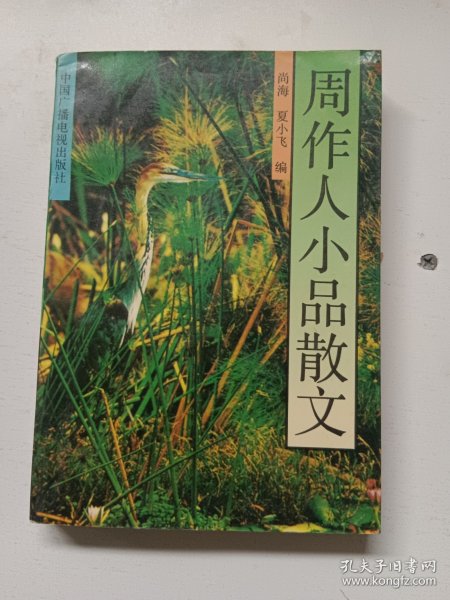 周作人小品散文
尚海 夏小飞 编
中国广播电视出版社
孔夫子旧书网
www.kongfz.com